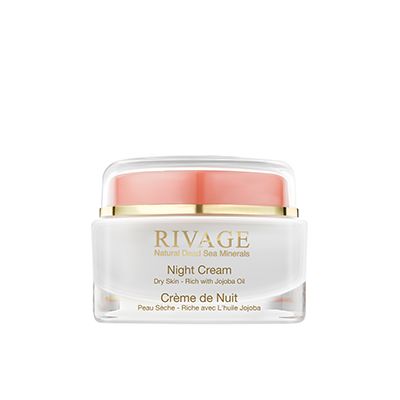 RIVAGE
Natural Dead Sea Minerals
Night Cream
Dry Skin - Rich with Jojoba Oil
Crème de Nuit
Peau Sèche - Riche avec L'huile Jojoba